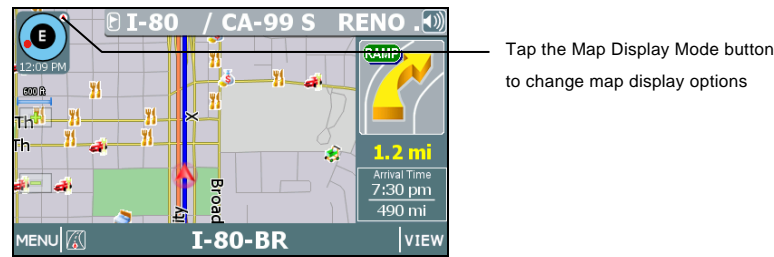 I-80 / CA-99 S RENO .
E
12:09 PM
600 ft
RAMP
Th
Th
X
Broad
ity
S
1.2 mi
Arrival Time
7:30 pm
490 mi
MENU
I-80-BR
VIEW
Tap the Map Display Mode button
to change map display options